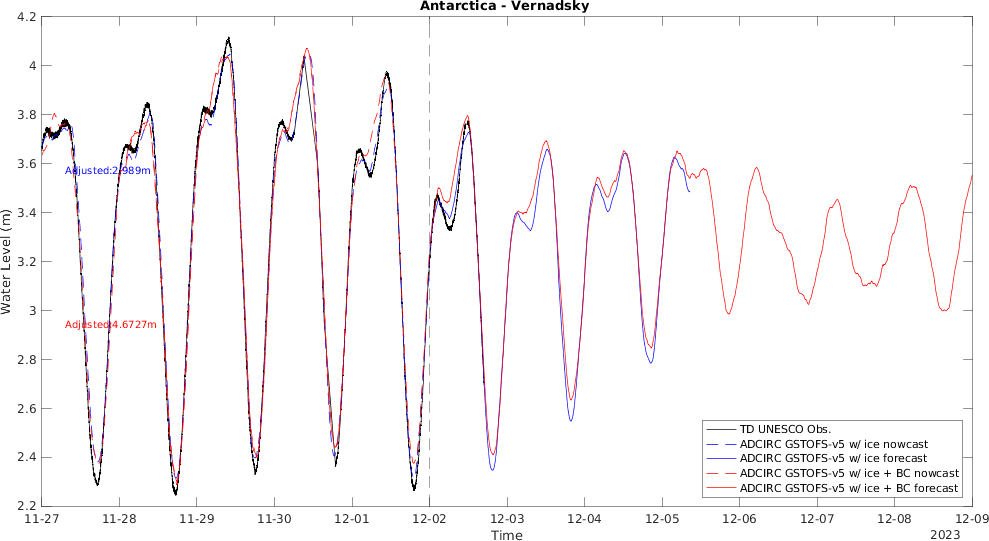 Antarctica - Vernadsky
Water Level (m)
4.2
4
3.8
3.6
3.4
3.2
3
2.8
2.6
2.4
2.2
Adjusted:2.989m
Adjusted:4.6727m
TD UNESCO Obs.
ADCIRC GSTOFS-v5 w/ ice nowcast
ADCIRC GSTOFS-v5 w/ ice forecast
ADCIRC GSTOFS-v5 w/ ice + BC nowcast
ADCIRC GSTOFS-v5 w/ ice + BC forecast
11-27 11-28 11-29 11-30 12-01 12-02 12-03 12-04 12-05 12-06 12-07 12-08 12-09
Time
2023